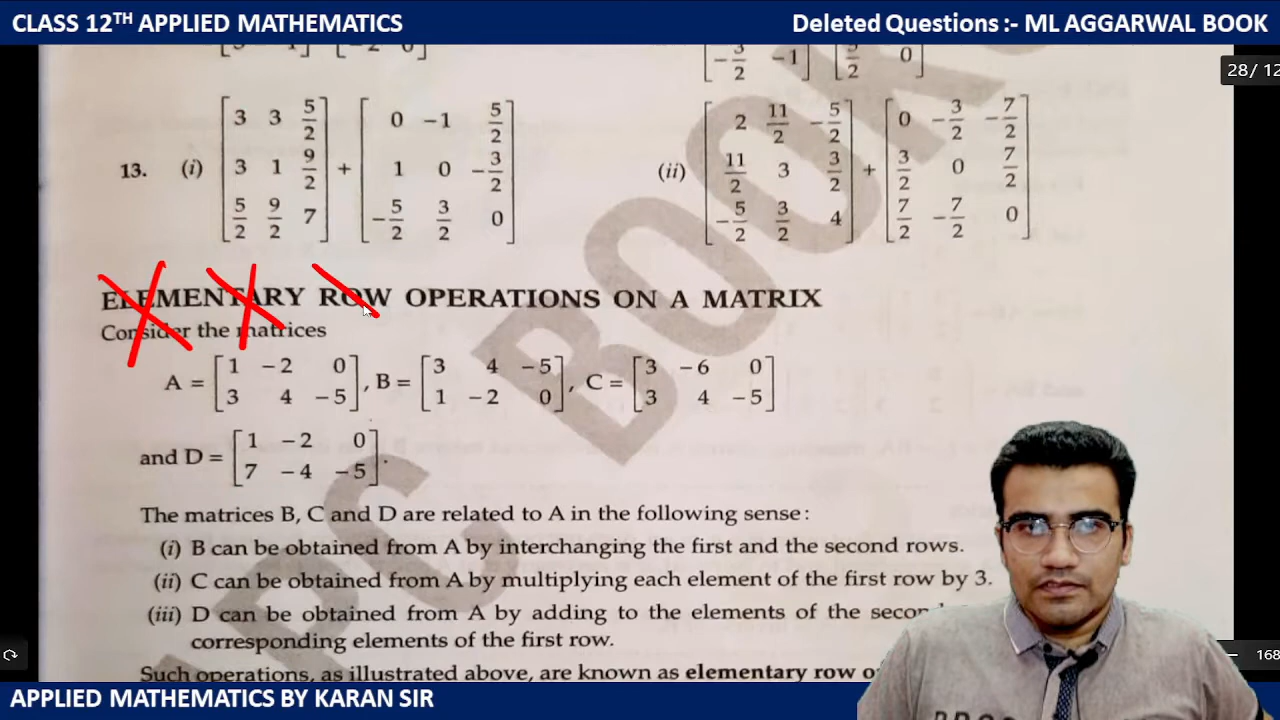 CLASS 12TH APPLIED MATHEMATICS
Deleted Questions :- ML AGGARWAL BOOK
28/ 12
[-3/2 -1] [5/2 0]
13. (i) [3 3 5/2; 3 1 9/2; 5/2 9/2 7] + [0 -1 5/2; 1 0 -3/2; -5/2 3/2 0] (ii) [2 11/2 -5/2; 11/2 3 3/2; -5/2 3/2 4] + [0 -3/2 -7/2; 3/2 0 7/2; 7/2 -7/2 0]
ELEMENTARY ROW OPERATIONS ON A MATRIX
Consider the matrices
A = [1 -2 0; 3 4 -5], B = [3 4 -5; 1 -2 0], C = [3 -6 0; 3 4 -5]
and D = [1 -2 0; 7 -4 -5].
The matrices B, C and D are related to A in the following sense:
(i) B can be obtained from A by interchanging the first and the second rows.
(ii) C can be obtained from A by multiplying each element of the first row by 3.
(iii) D can be obtained from A by adding to the elements of the secon
corresponding elements of the first row.
Such operations, as illustrated above, are known as elementary row o
168
PC BOOK
APPLIED MATHEMATICS BY KARAN SIR